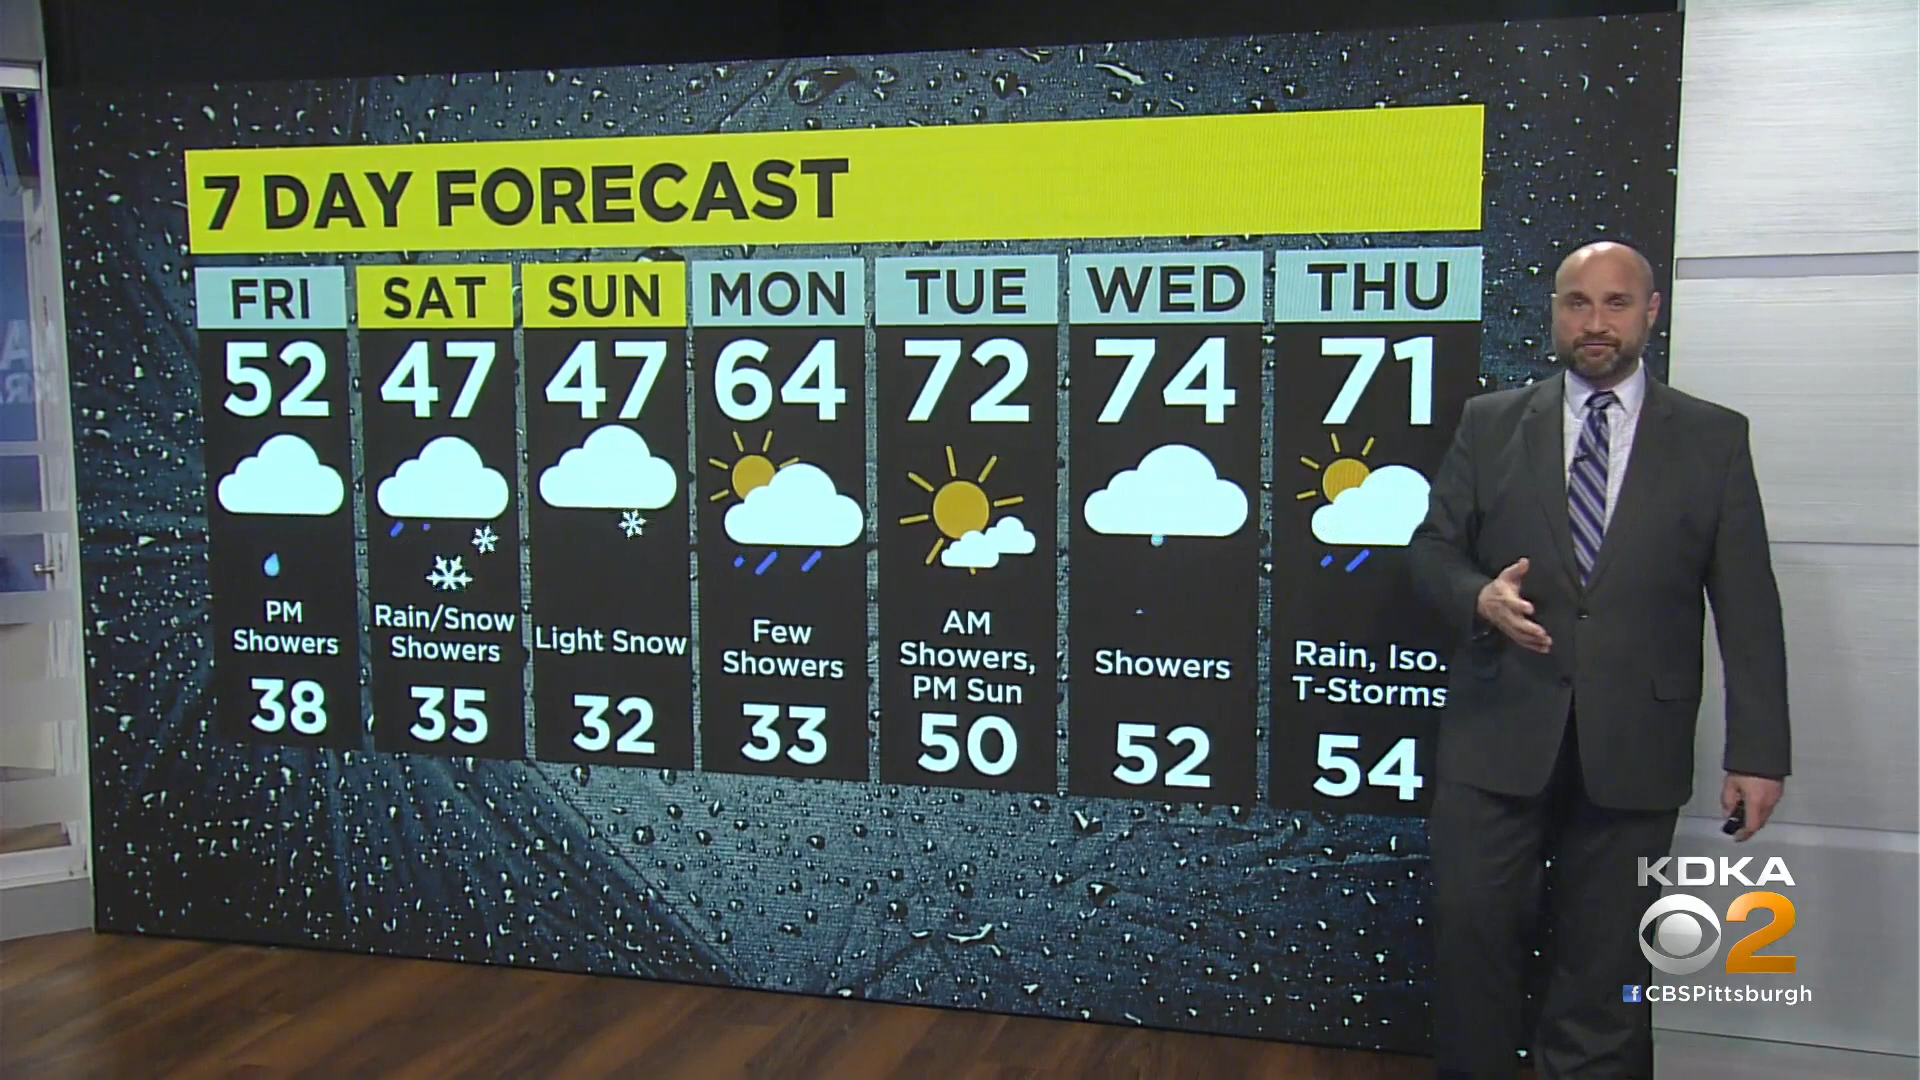 7 DAY FORECAST
FRI SAT SUN MON TUE WED THU
52 47 47 64 72 74 71
PM
Showers
Rain/Snow
Showers
Light Snow
Few
Showers
AM
Showers,
PM Sun
Showers
Rain, Iso.
T-Storms
38 35 32 33 50 52 54
KDKA
2
f CBSPittsburgh